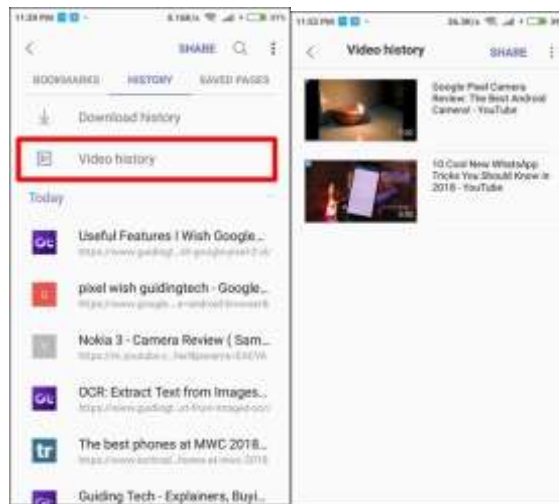 11:29 PM
SHARE
BOOKMARKS HISTORY SAVED PAGES
Download history
Video history
Today
Useful Features I Wish Google...
pixel wish guidingtech - Google...
Nokia 3 - Camera Review ( Sam...
OCR: Extract Text from Images...
The best phones at MWC 2018...
Guiding Tech - Explainers, Buyi...
11:53 PM
Video history SHARE
Google Pixel Camera
Review: The Best Android
Camera! - YouTube
10 Cool New WhatsApp
Tricks You Should Know in
2018 - YouTube